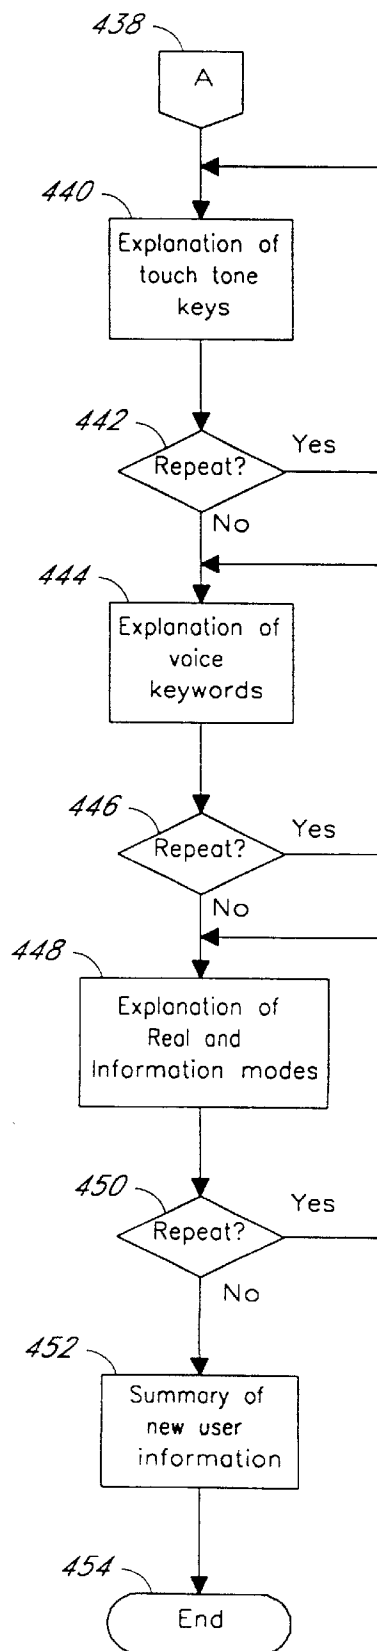 438
A
440
Explanation of
touch tone
keys
442
Repeat?
Yes
No
444
Explanation of
voice
keywords
446
Repeat?
Yes
No
448
Explanation of
Real and
Information modes
450
Repeat?
Yes
No
452
Summary of
new user
information
454
End